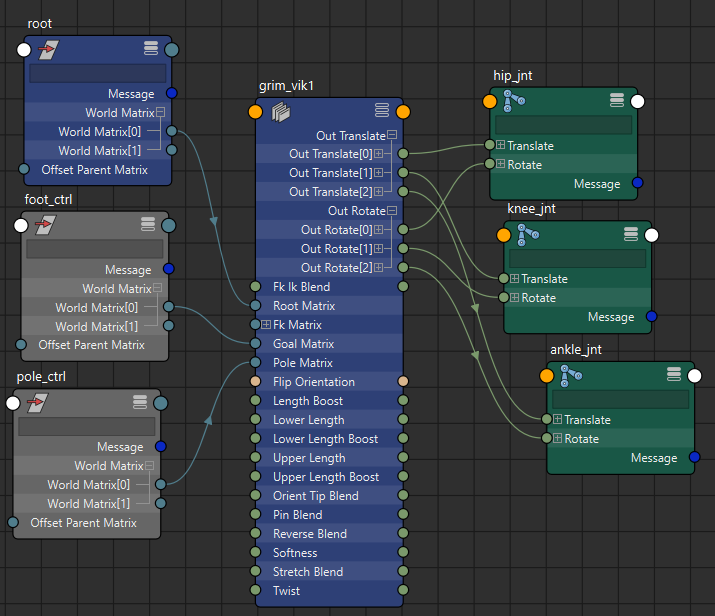 root
Message
World Matrix
World Matrix[0]
World Matrix[1]
Offset Parent Matrix
foot_ctrl
Message
World Matrix
World Matrix[0]
World Matrix[1]
Offset Parent Matrix
pole_ctrl
Message
World Matrix
World Matrix[0]
World Matrix[1]
Offset Parent Matrix
grim_vik1
Out Translate
Out Translate[0]
Out Translate[1]
Out Translate[2]
Out Rotate
Out Rotate[0]
Out Rotate[1]
Out Rotate[2]
Fk Ik Blend
Root Matrix
Fk Matrix
Goal Matrix
Pole Matrix
Flip Orientation
Length Boost
Lower Length
Lower Length Boost
Upper Length
Upper Length Boost
Orient Tip Blend
Pin Blend
Reverse Blend
Softness
Stretch Blend
Twist
hip_jnt
Translate
Rotate
Message
knee_jnt
Translate
Rotate
Message
ankle_jnt
Translate
Rotate
Message